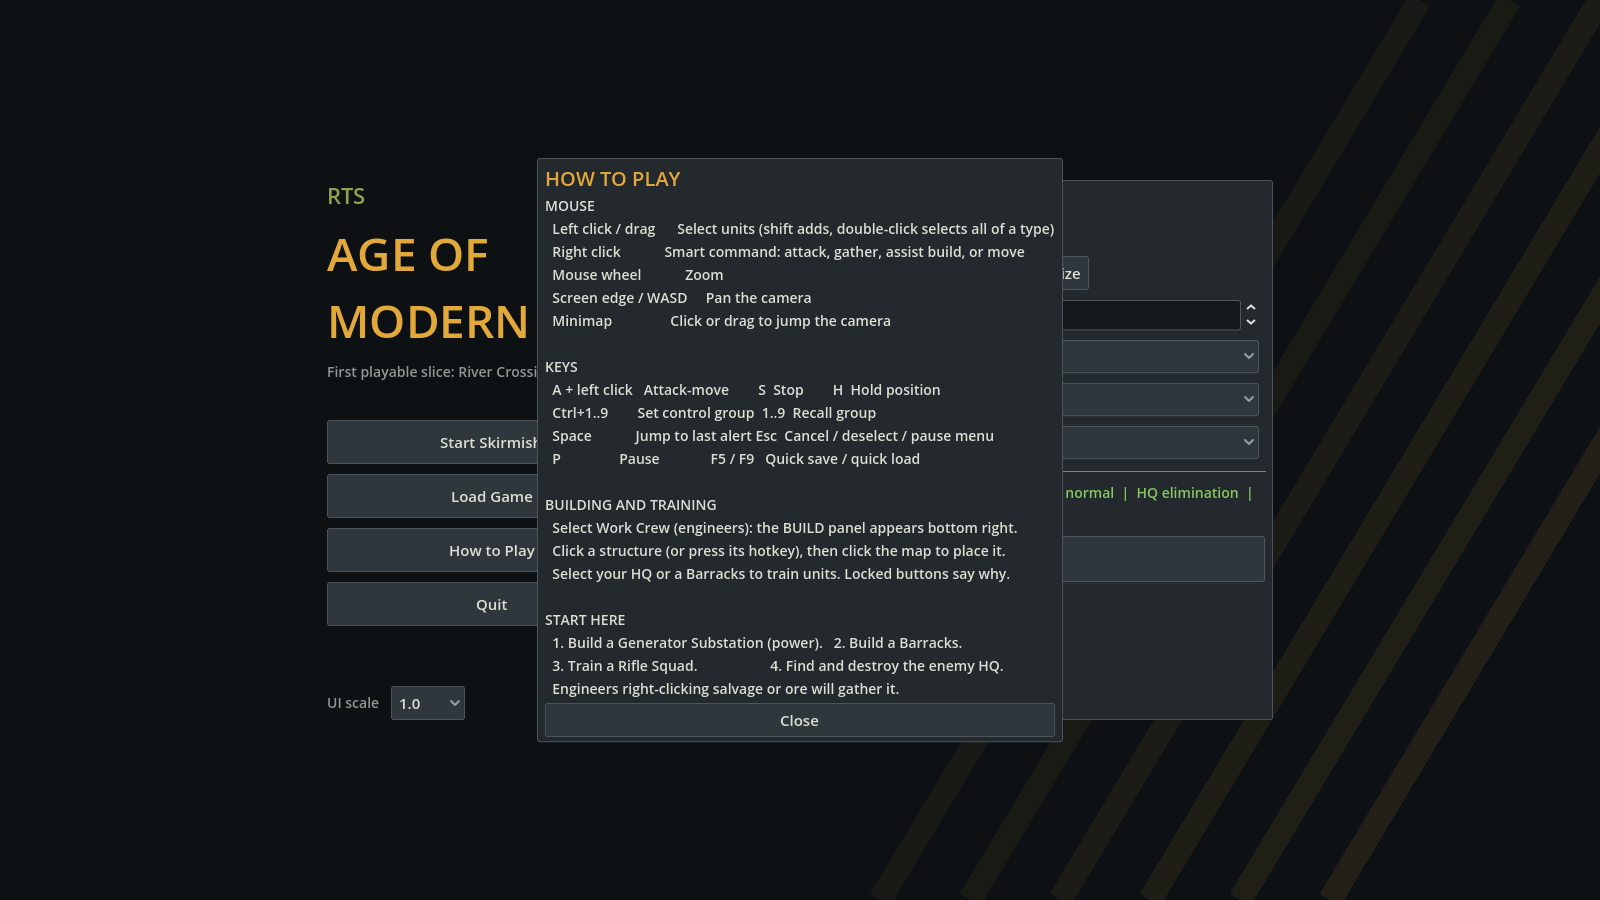 RTS
AGE OF
MODERN
First playable slice: River Crossi
Start Skirmish
Load Game
How to Play
Quit
UI scale 1.0
HOW TO PLAY
MOUSE
Left click / drag Select units (shift adds, double-click selects all of a type)
Right click Smart command: attack, gather, assist build, or move
Mouse wheel Zoom
Screen edge / WASD Pan the camera
Minimap Click or drag to jump the camera
KEYS
A + left click Attack-move S Stop H Hold position
Ctrl+1..9 Set control group 1..9 Recall group
Space Jump to last alert Esc Cancel / deselect / pause menu
P Pause F5 / F9 Quick save / quick load
BUILDING AND TRAINING
Select Work Crew (engineers): the BUILD panel appears bottom right.
Click a structure (or press its hotkey), then click the map to place it.
Select your HQ or a Barracks to train units. Locked buttons say why.
START HERE
1. Build a Generator Substation (power). 2. Build a Barracks.
3. Train a Rifle Squad. 4. Find and destroy the enemy HQ.
Engineers right-clicking salvage or ore will gather it.
Close
ize
normal | HQ elimination |